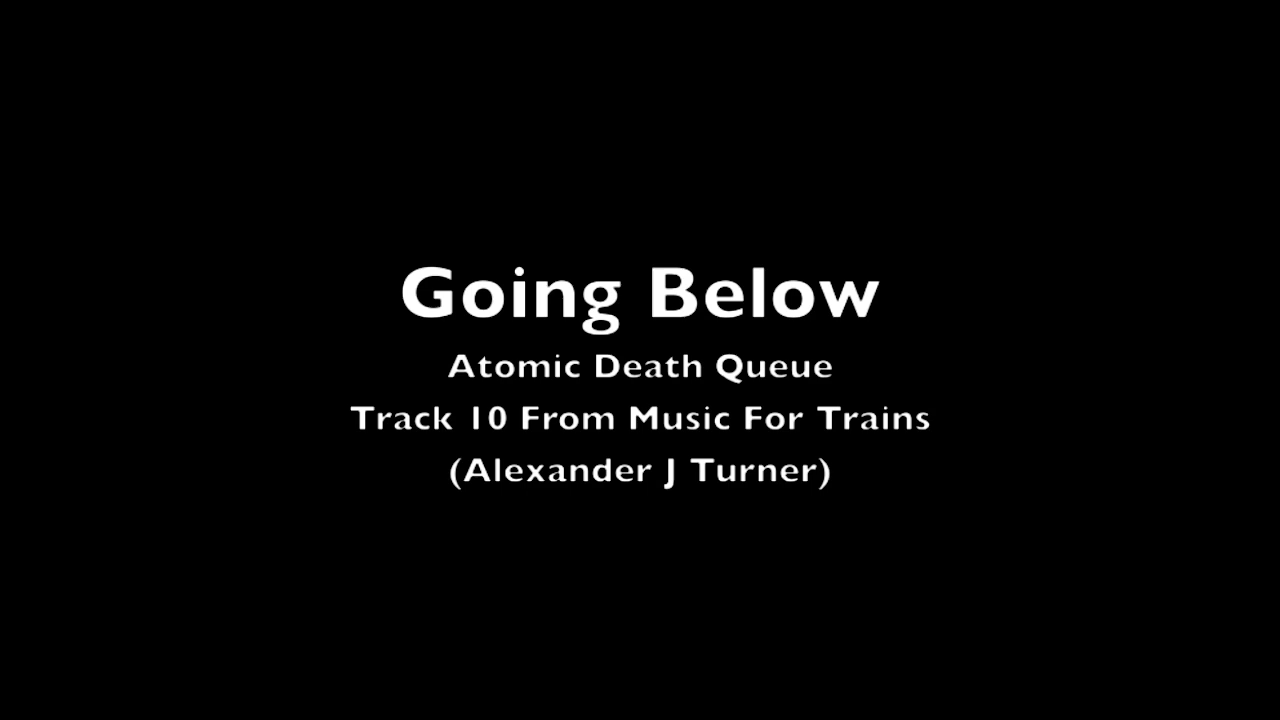 Going Below
Atomic Death Queue
Track 10 From Music For Trains
(Alexander J Turner)